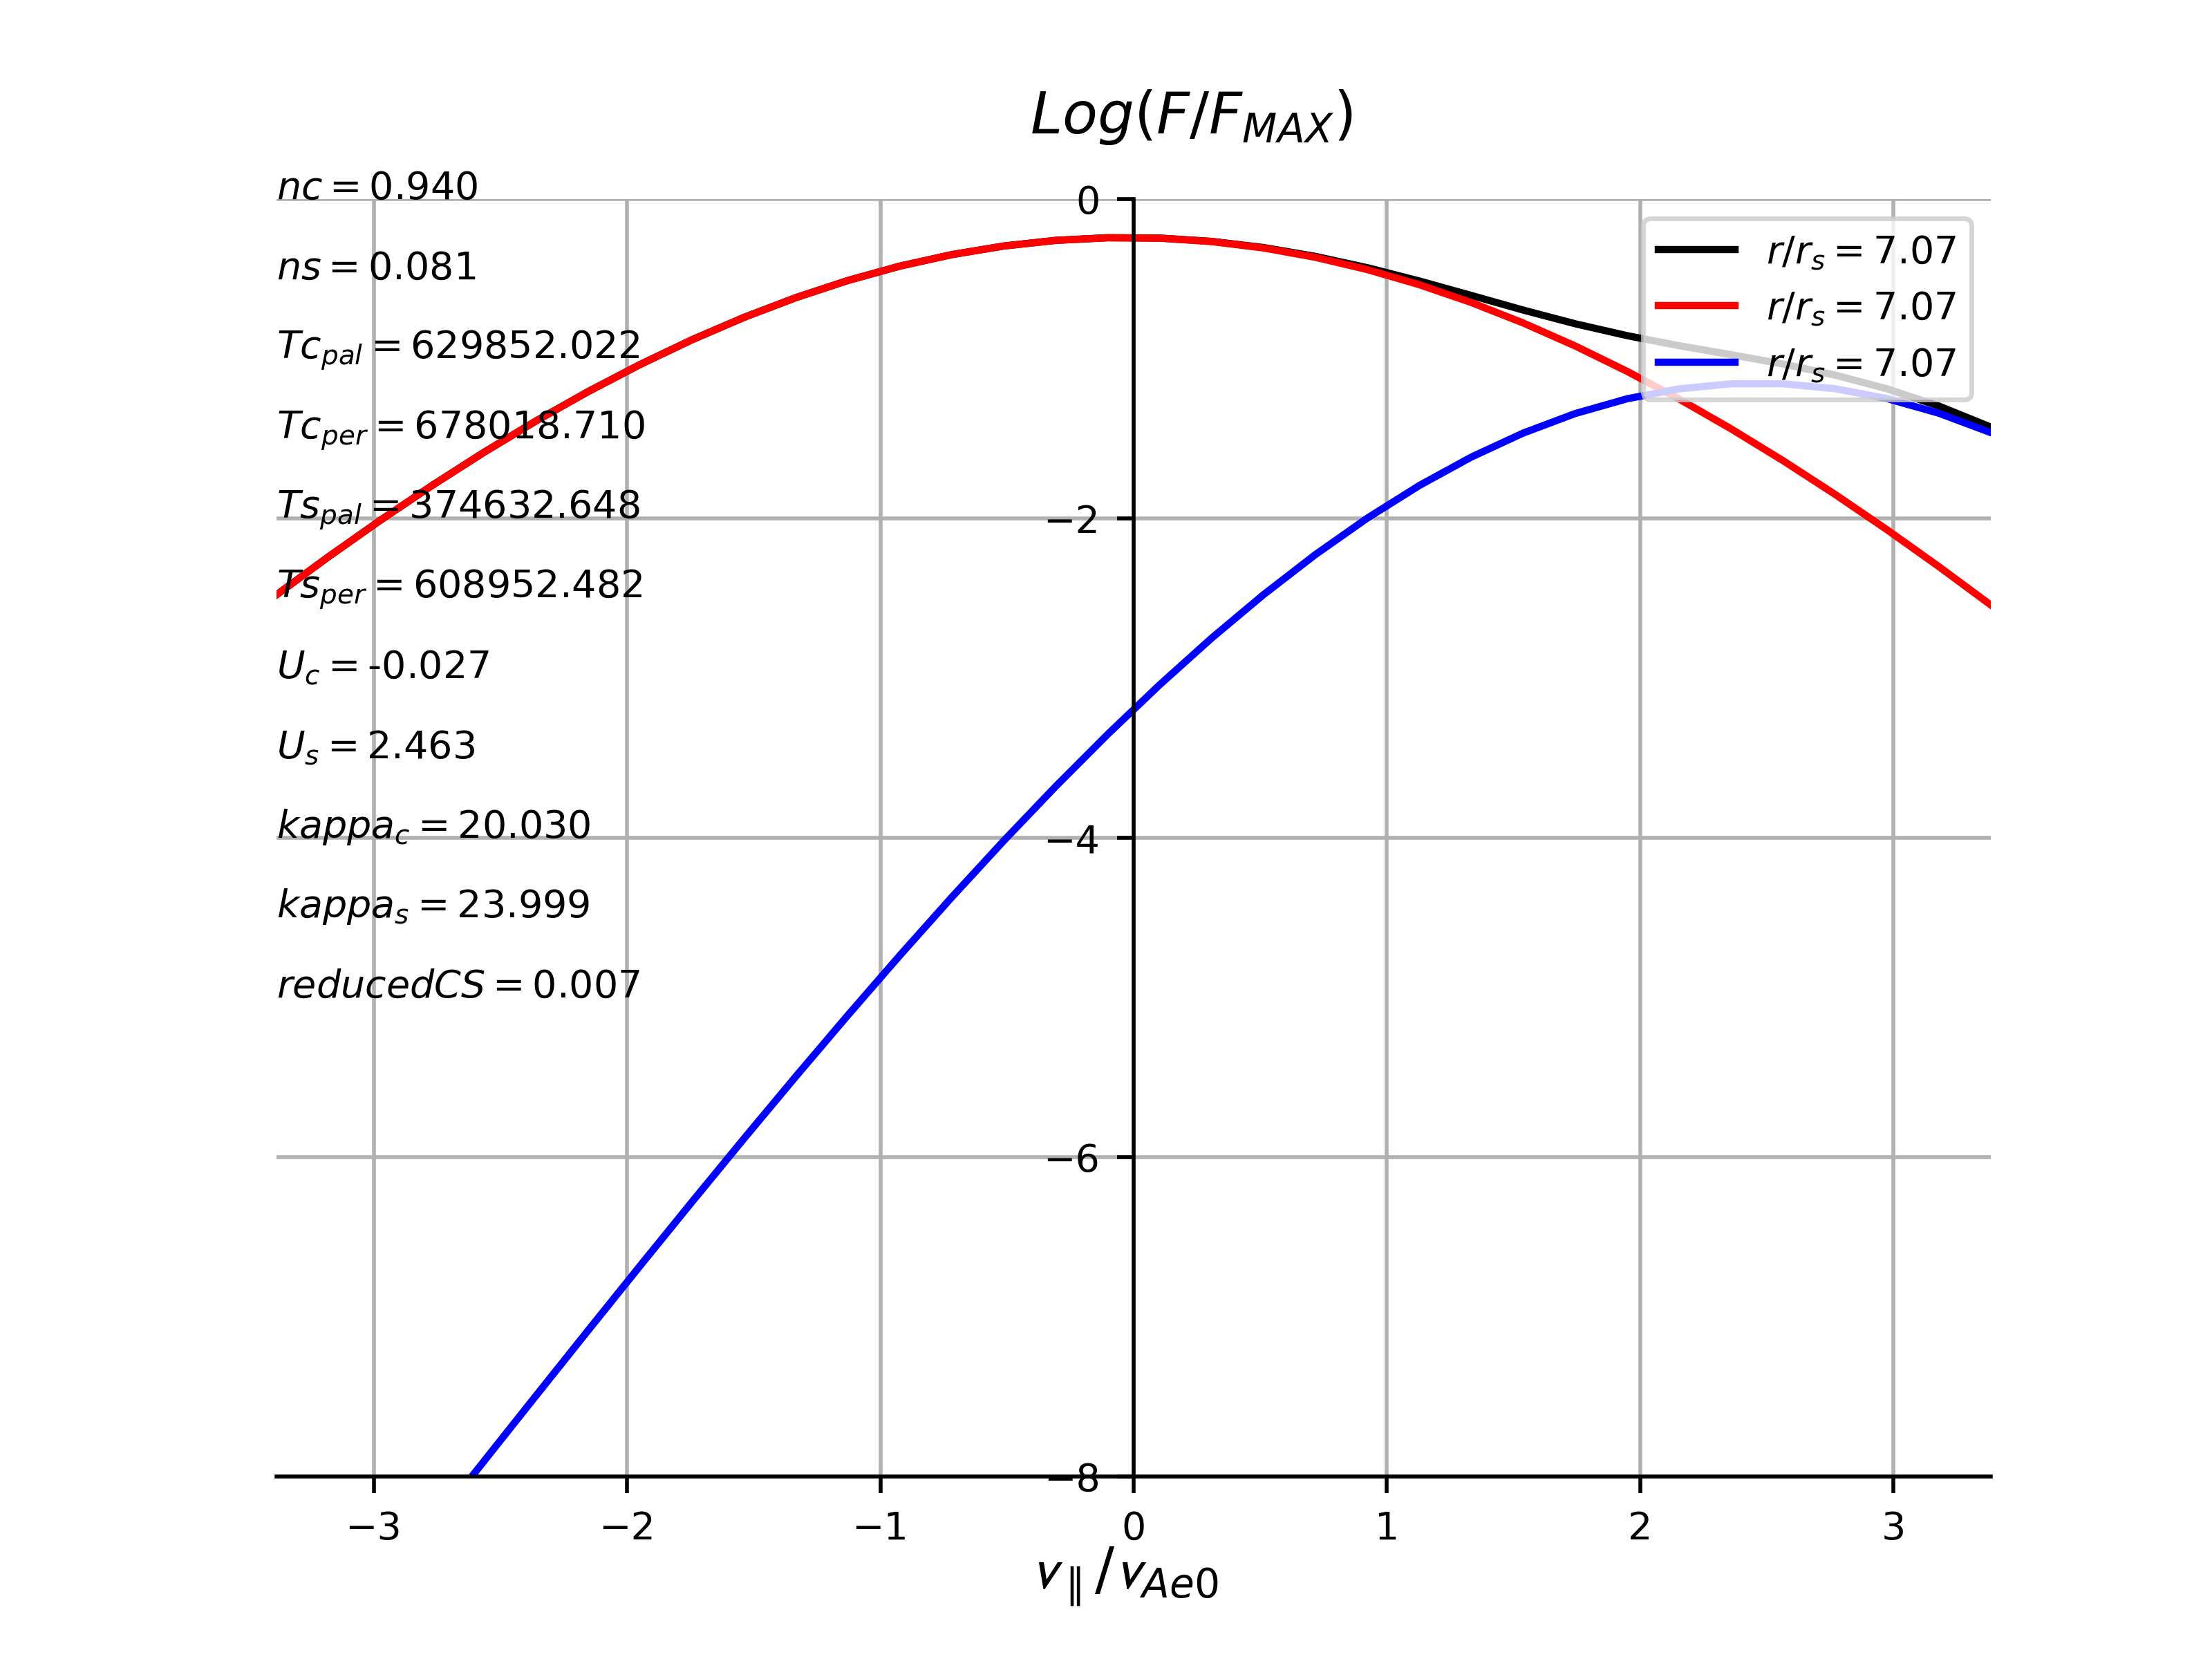 Log(F/F_MAX)
nc = 0.940
ns = 0.081
Tc_pal = 629852.022
Tc_per = 678018.710
Ts_pal = 374632.648
Ts_per = 608952.482
U_c = -0.027
U_s = 2.463
kappa_c = 20.030
kappa_s = 23.999
reducedCS = 0.007
r/r_s = 7.07
r/r_s = 7.07
r/r_s = 7.07
0
−2
−4
−6
−8
−3 −2 −1 0 1 2 3
v_∥/v_Ae0